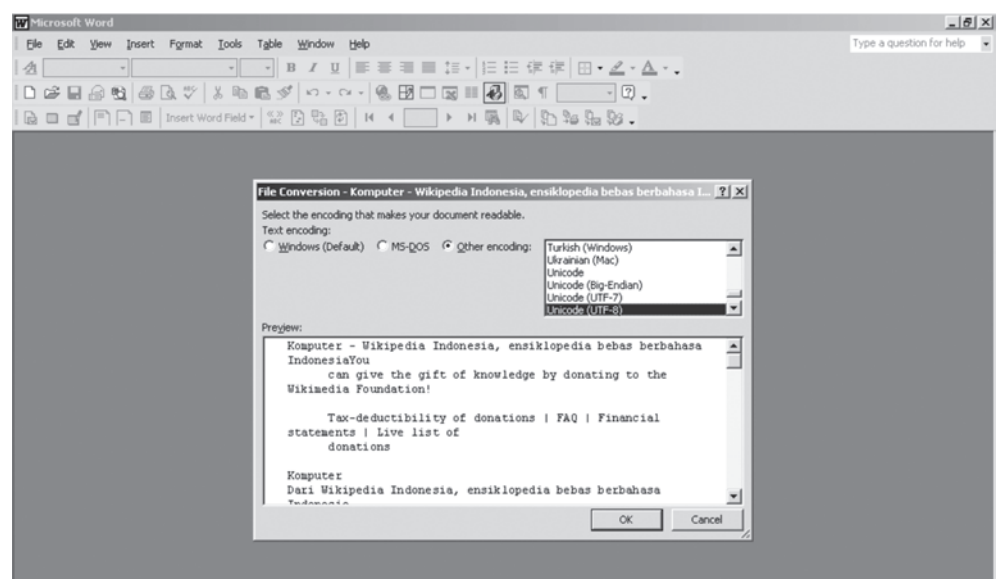 Microsoft Word
File Edit View Insert Format Tools Table Window Help
Type a question for help
Insert Word Field
File Conversion - Komputer - Wikipedia Indonesia, ensiklopedia bebas berbahasa I...
Select the encoding that makes your document readable.
Text encoding:
Windows (Default) MS-DOS Other encoding:
Turkish (Windows)
Ukrainian (Mac)
Unicode
Unicode (Big-Endian)
Unicode (UTF-7)
Unicode (UTF-8)
Preview:
Komputer - Wikipedia Indonesia, ensiklopedia bebas berbahasa
IndonesiaYou
can give the gift of knowledge by donating to the
Wikimedia Foundation!
Tax-deductibility of donations | FAQ | Financial
statements | Live list of
donations
Komputer
Dari Wikipedia Indonesia, ensiklopedia bebas berbahasa
Indonesia
OK Cancel